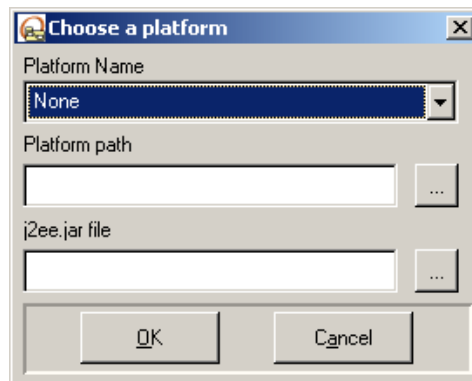 Choose a platform
Platform Name
None
Platform path
...
j2ee.jar file
...
OK
Cancel